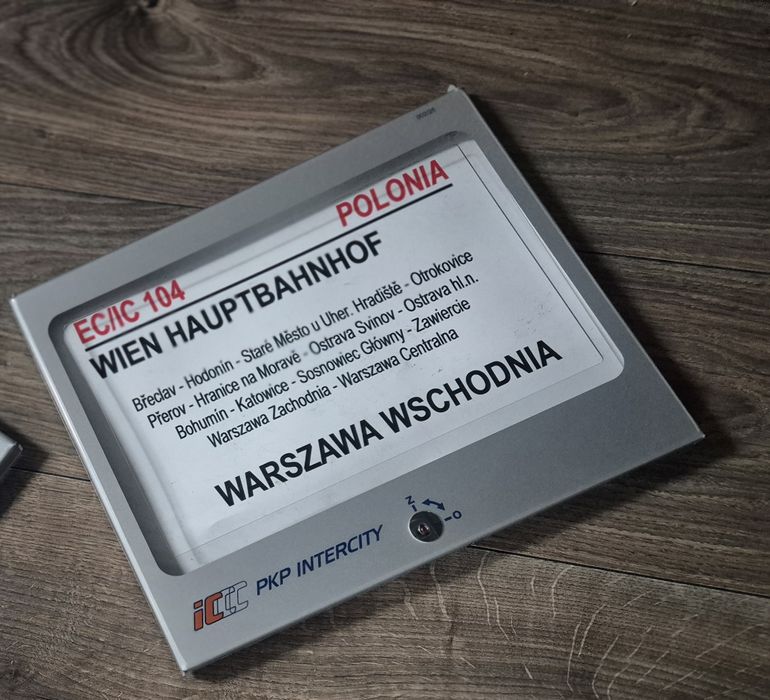 POLONIA
EC/IC 104
WIEN HAUPTBAHNHOF
Břeclav - Hodonín - Staré Město u Uher. Hradiště - Otrokovice
Přerov - Hranice na Moravě - Ostrava Svinov - Ostrava hl.n.
Bohumín - Katowice - Sosnowiec Główny - Zawiercie
Warszawa Zachodnia - Warszawa Centralna
WARSZAWA WSCHODNIA
Z
O
iC PKP INTERCITY